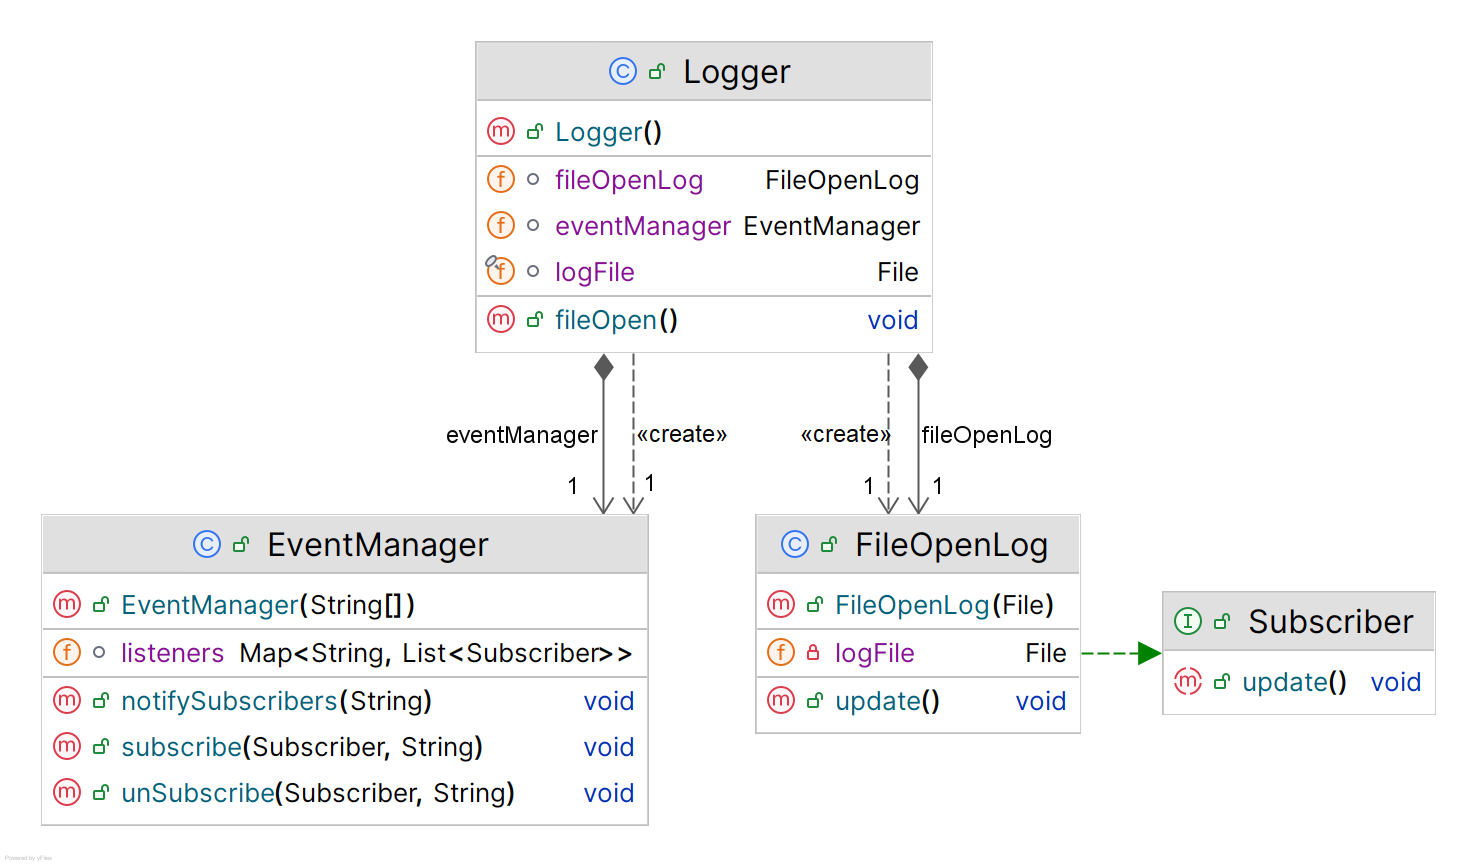 Logger
Logger()
fileOpenLog FileOpenLog
eventManager EventManager
logFile File
fileOpen() void
eventManager «create» «create» fileOpenLog
1 1 1 1
EventManager
EventManager(String[])
listeners Map<String, List<Subscriber>>
notifySubscribers(String) void
subscribe(Subscriber, String) void
unSubscribe(Subscriber, String) void
FileOpenLog
FileOpenLog(File)
logFile File
update() void
Subscriber
update() void
Powered by yFiles